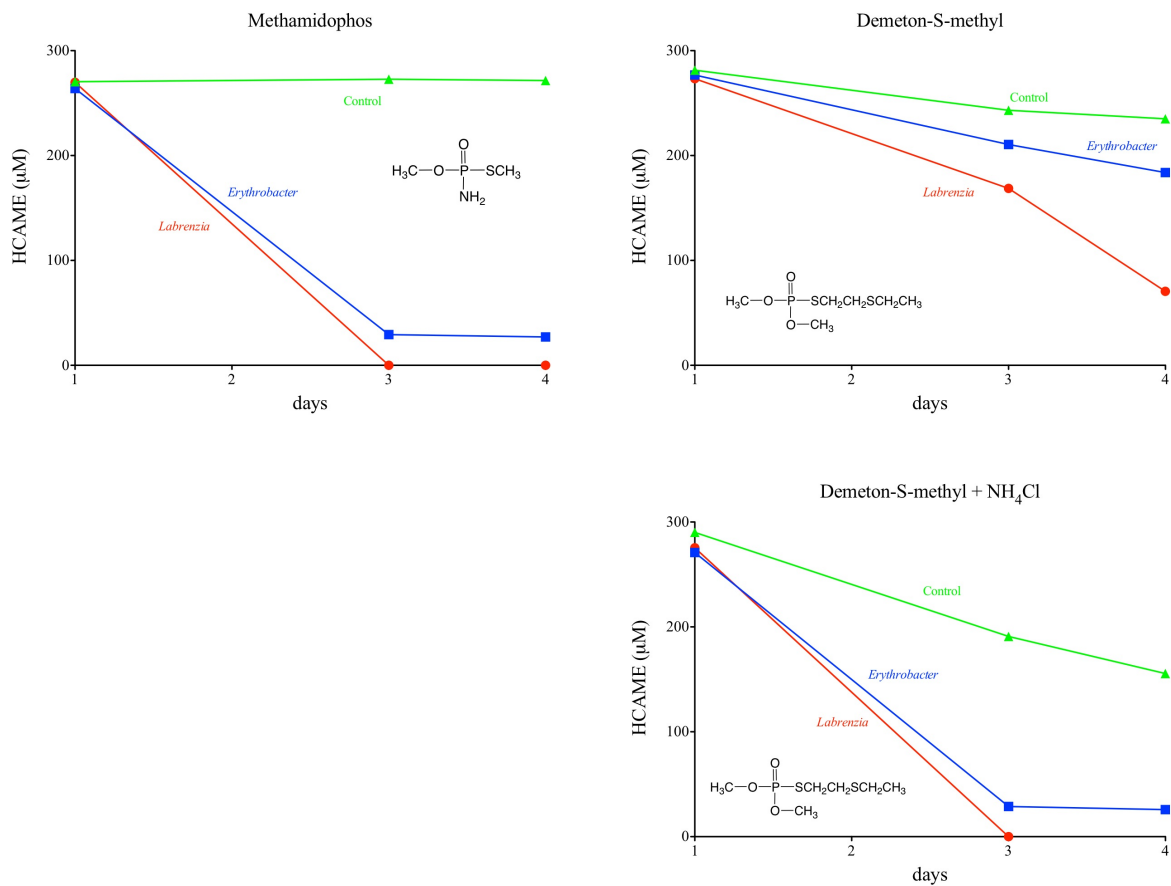 Methamidophos
300
200
100
0
HCAME (µM)
1 2 3 4
days
Control
Erythrobacter
Labrenzia
O
H₃C—O—P—SCH₃
NH₂
Demeton-S-methyl
300
200
100
0
HCAME (µM)
1 2 3 4
days
Control
Erythrobacter
Labrenzia
O
H₃C—O—P—SCH₂CH₂SCH₂CH₃
O—CH₃
Demeton-S-methyl + NH₄Cl
300
200
100
0
HCAME (µM)
1 2 3 4
days
Control
Erythrobacter
Labrenzia
O
H₃C—O—P—SCH₂CH₂SCH₂CH₃
O—CH₃